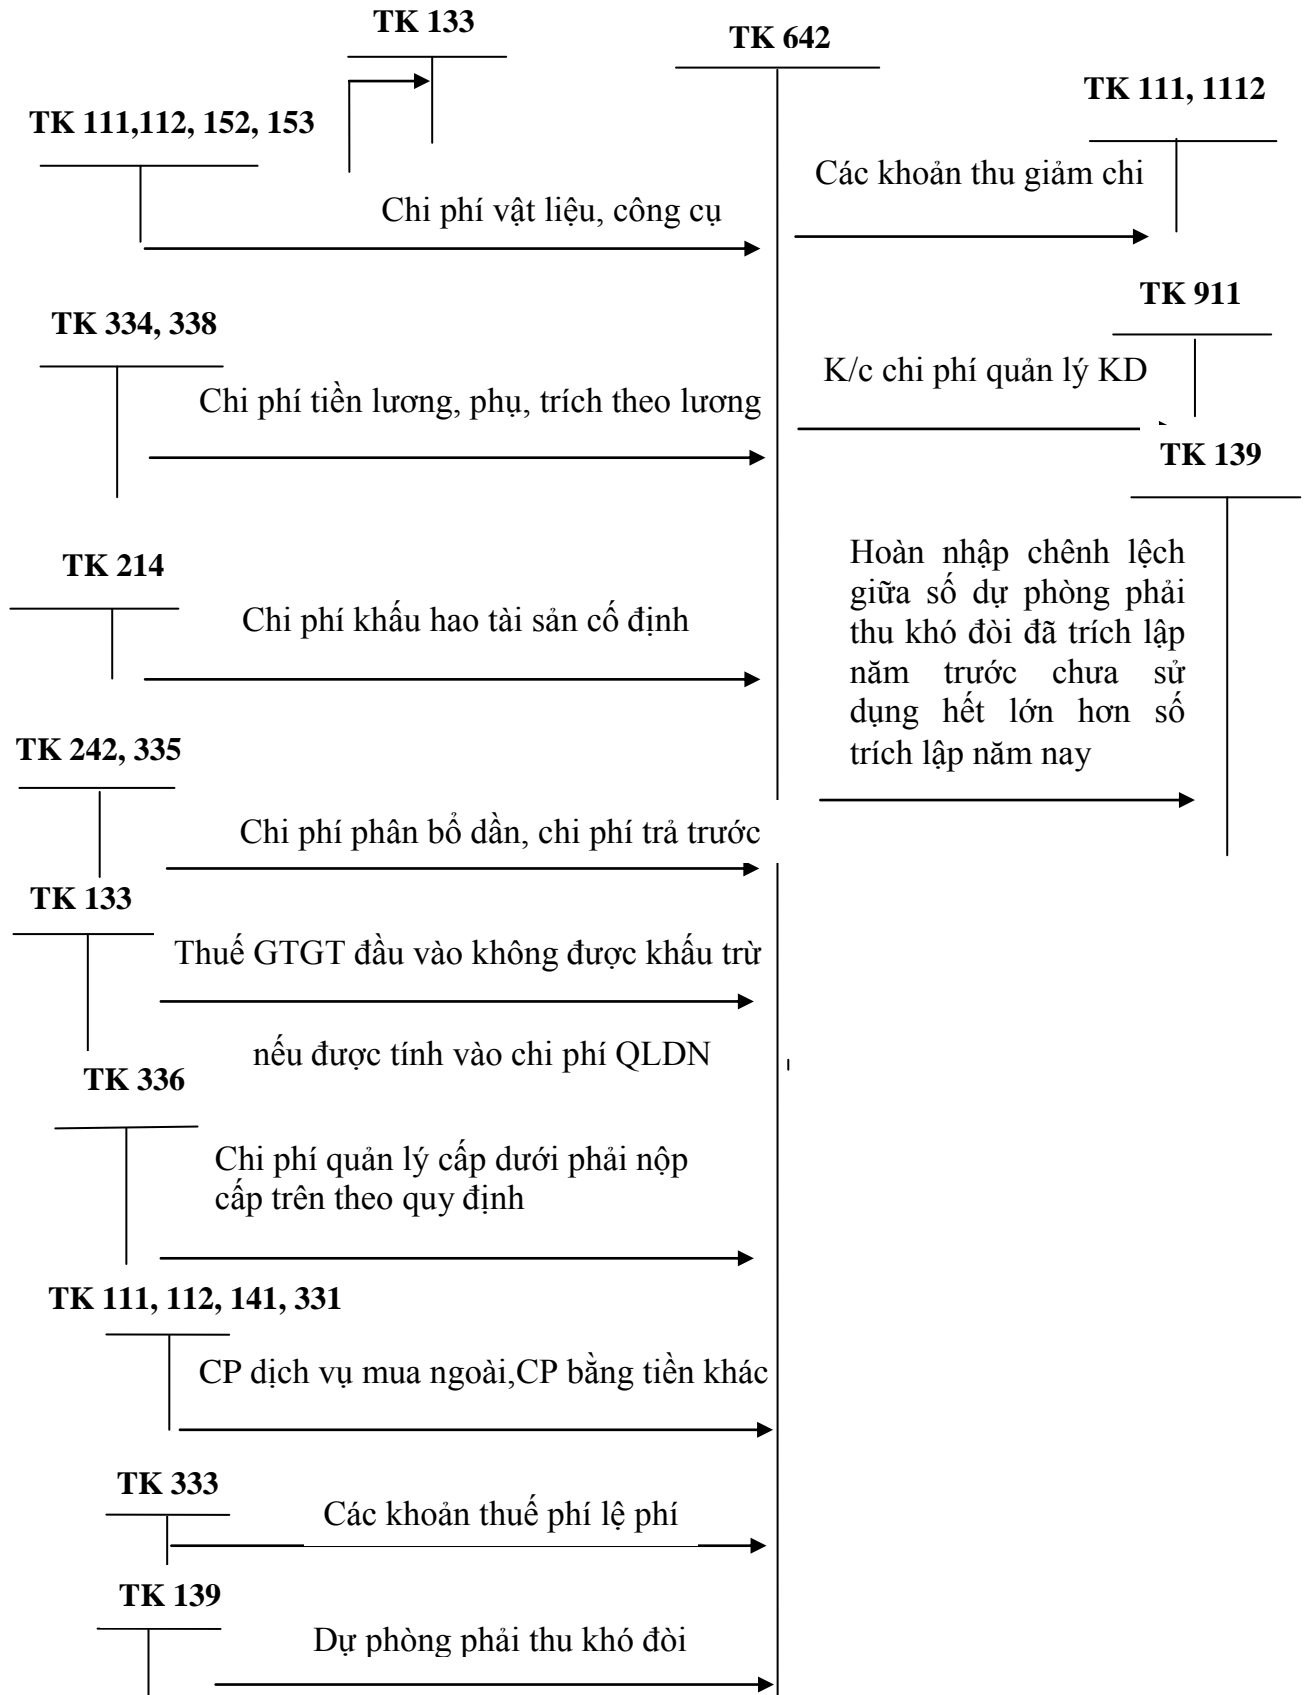 TK 133
TK 642
TK 111, 1112
TK 111,112, 152, 153
Các khoản thu giảm chi
Chi phí vật liệu, công cụ
TK 911
TK 334, 338
K/c chi phí quản lý KD
Chi phí tiền lương, phụ, trích theo lương
TK 139
Hoàn nhập chênh lệch
giữa số dự phòng phải
thu khó đòi đã trích lập
năm trước chưa sử
dụng hết lớn hơn số
trích lập năm nay
TK 214
Chi phí khấu hao tài sản cố định
TK 242, 335
Chi phí phân bổ dần, chi phí trả trước
TK 133
Thuế GTGT đầu vào không được khấu trừ
nếu được tính vào chi phí QLDN
TK 336
Chi phí quản lý cấp dưới phải nộp
cấp trên theo quy định
TK 111, 112, 141, 331
CP dịch vụ mua ngoài,CP bằng tiền khác
TK 333
Các khoản thuế phí lệ phí
TK 139
Dự phòng phải thu khó đòi